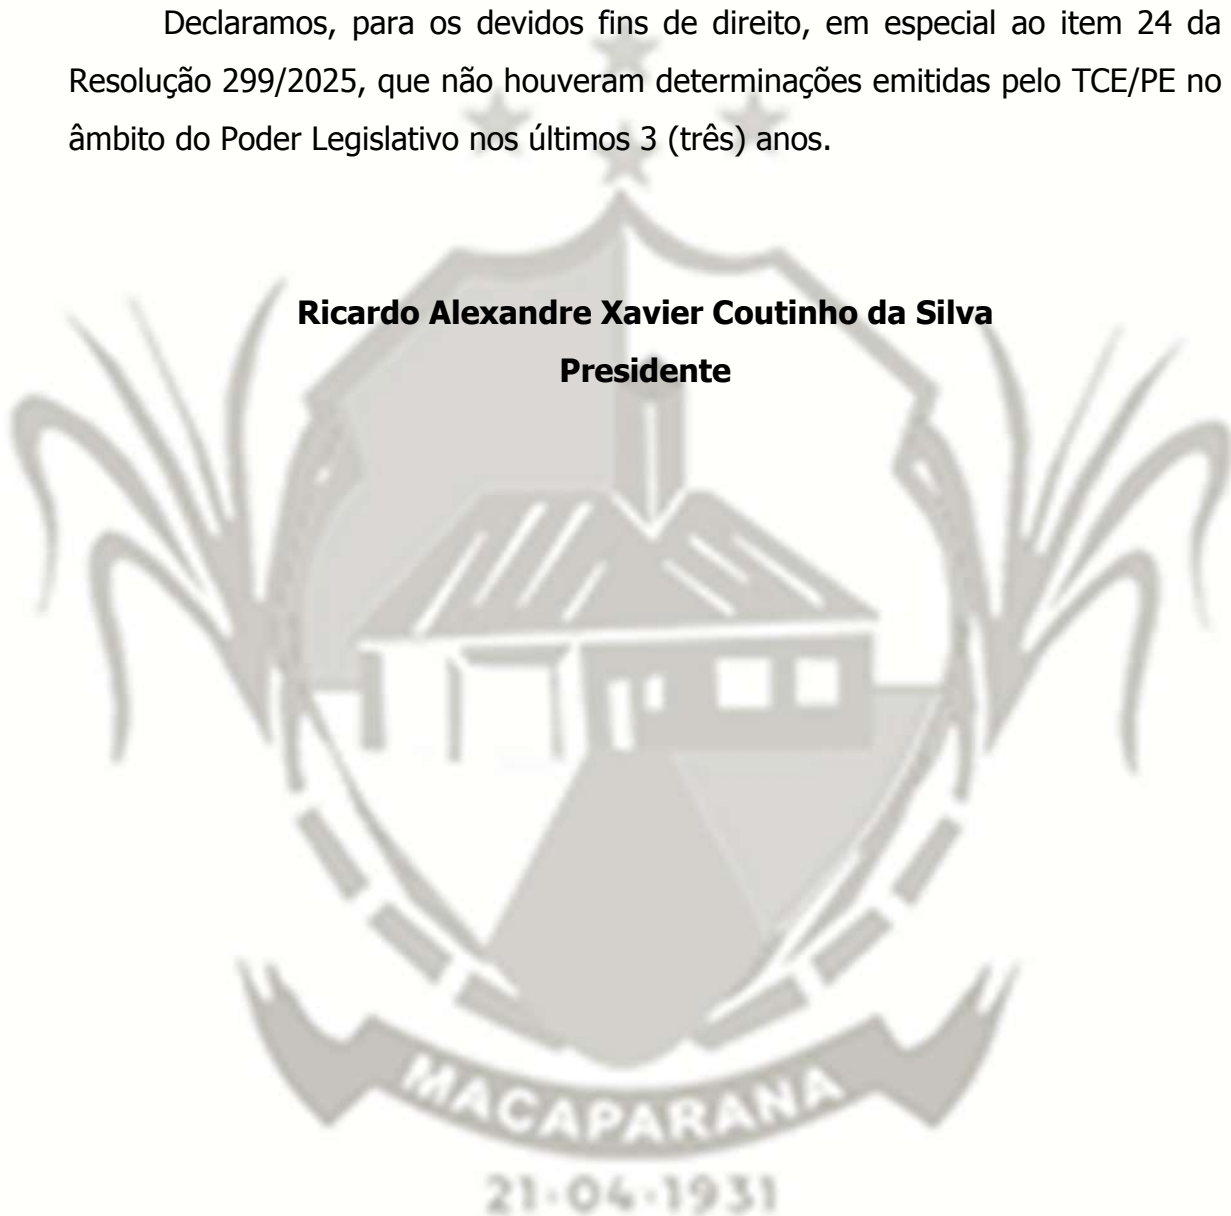 Declaramos, para os devidos fins de direito, em especial ao item 24 da
Resolução 299/2025, que não houveram determinações emitidas pelo TCE/PE no
âmbito do Poder Legislativo nos últimos 3 (três) anos.
Ricardo Alexandre Xavier Coutinho da Silva
Presidente
MACAPARANA
21-04-1931